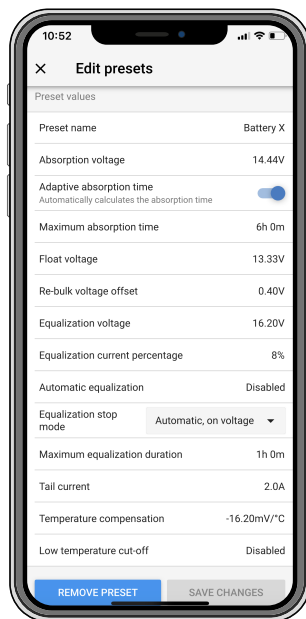 10:52
Edit presets
Preset values
Preset name Battery X
Absorption voltage 14.44V
Adaptive absorption time
Automatically calculates the absorption time
Maximum absorption time 6h 0m
Float voltage 13.33V
Re-bulk voltage offset 0.40V
Equalization voltage 16.20V
Equalization current percentage 8%
Automatic equalization Disabled
Equalization stop
mode Automatic, on voltage
Maximum equalization duration 1h 0m
Tail current 2.0A
Temperature compensation -16.20mV/°C
Low temperature cut-off Disabled
REMOVE PRESET SAVE CHANGES